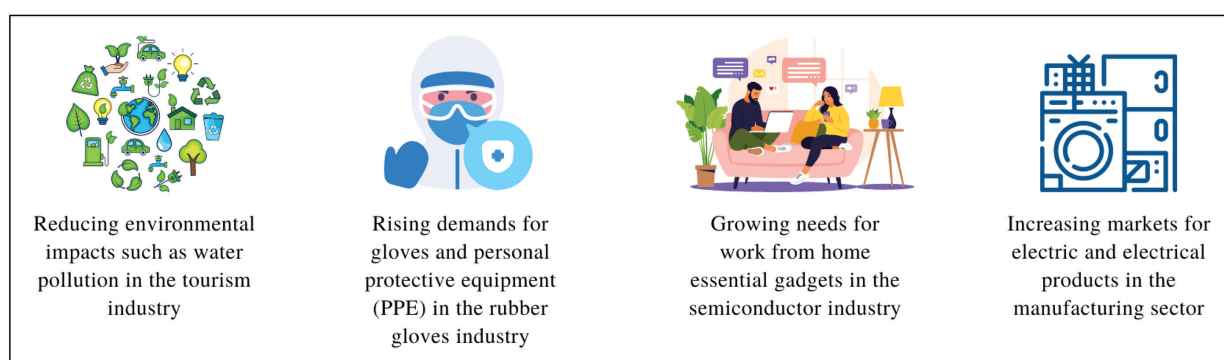 Reducing environmental
impacts such as water
pollution in the tourism
industry
Rising demands for
gloves and personal
protective equipment
(PPE) in the rubber
gloves industry
Growing needs for
work from home
essential gadgets in the
semiconductor industry
Increasing markets for
electric and electrical
products in the
manufacturing sector